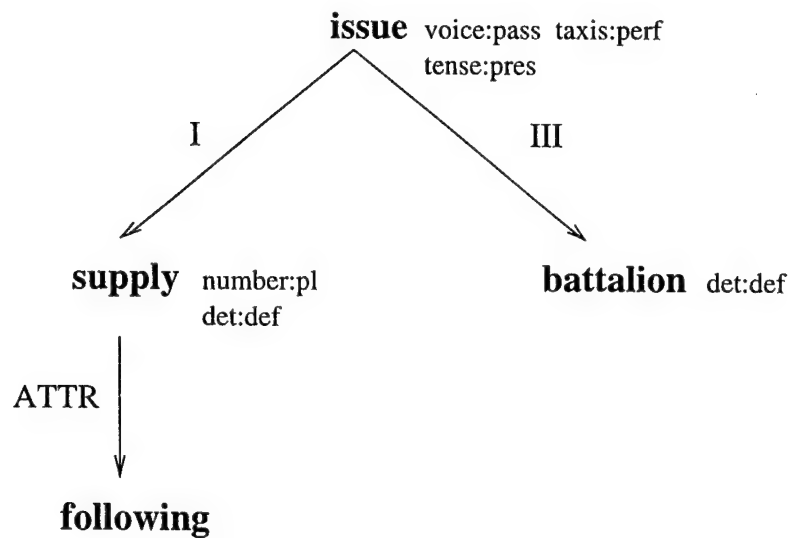 issue voice:pass taxis:perf
tense:pres
I
III
supply number:pl
det:def
battalion det:def
ATTR
following